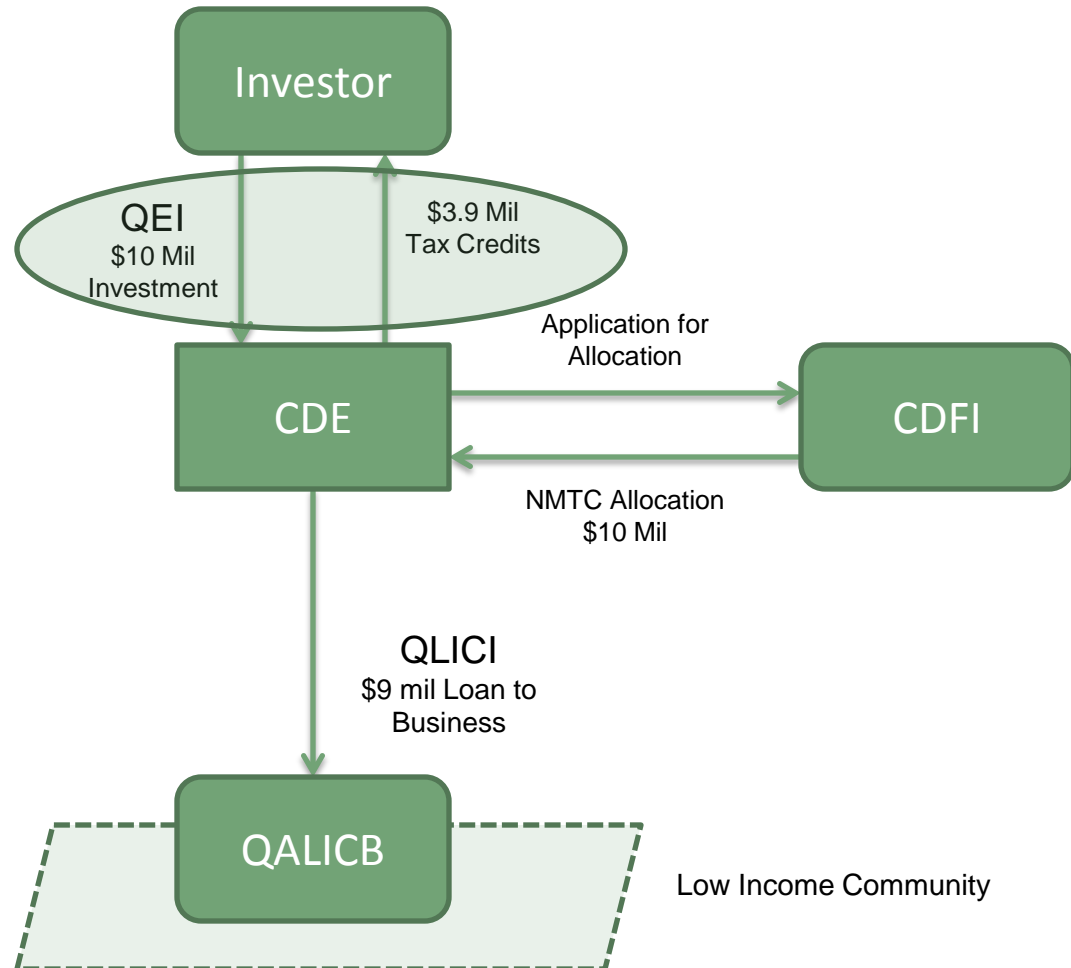 Investor
QEI
$10 Mil
Investment
$3.9 Mil
Tax Credits
Application for
Allocation
CDE
CDFI
NMTC Allocation
$10 Mil
QLICI
$9 mil Loan to
Business
QALICB
Low Income Community